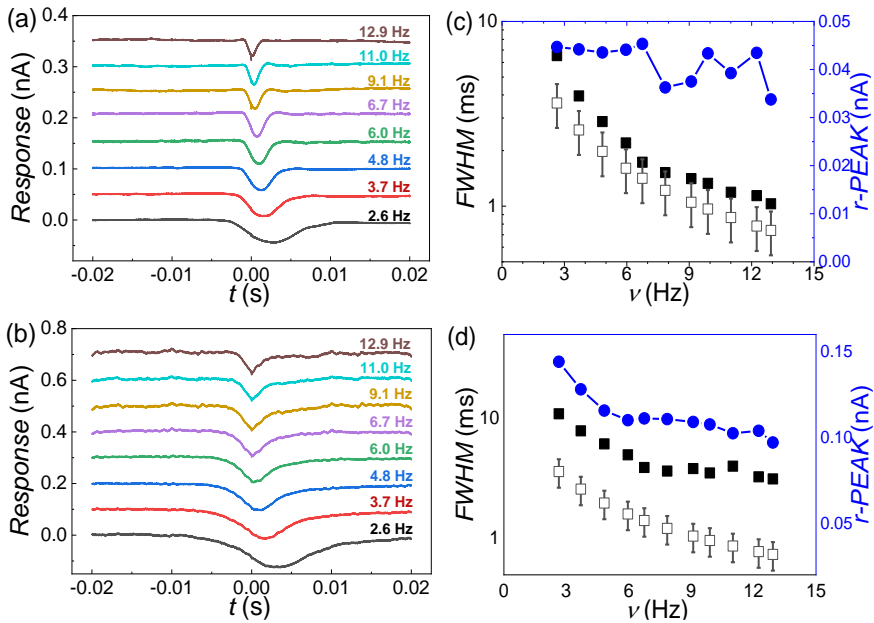 (a)
0.4
0.3
0.2
0.1
0.0
Response (nA)
12.9 Hz
11.0 Hz
9.1 Hz
6.7 Hz
6.0 Hz
4.8 Hz
3.7 Hz
2.6 Hz
-0.02 -0.01 0.00 0.01 0.02
t (s)
(c)
10
1
FWHM (ms)
0.05
0.04
0.03
0.02
0.01
0.00
r-PEAK (nA)
0 3 6 9 12 15
ν (Hz)
(b)
0.8
0.6
0.4
0.2
0.0
Response (nA)
12.9 Hz
11.0 Hz
9.1 Hz
6.7 Hz
6.0 Hz
4.8 Hz
3.7 Hz
2.6 Hz
-0.02 -0.01 0.00 0.01 0.02
t (s)
(d)
10
1
FWHM (ms)
0.15
0.10
0.05
r-PEAK (nA)
0 3 6 9 12 15
ν (Hz)